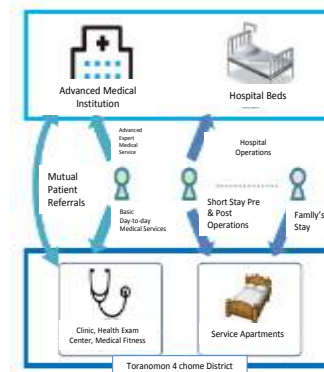 Advanced Medical
Institution
Hospital Beds
Advanced
Expert
Medical
Service
Hospital
Operations
Mutual
Patient
Referrals
Basic
Day-to-day
Medical Services
Short Stay Pre
& Post
Operations
Familly's
Stay
Clinic, Health Exam
Center, Medical Fitness
Service Apartments
Toranomon 4 chome District